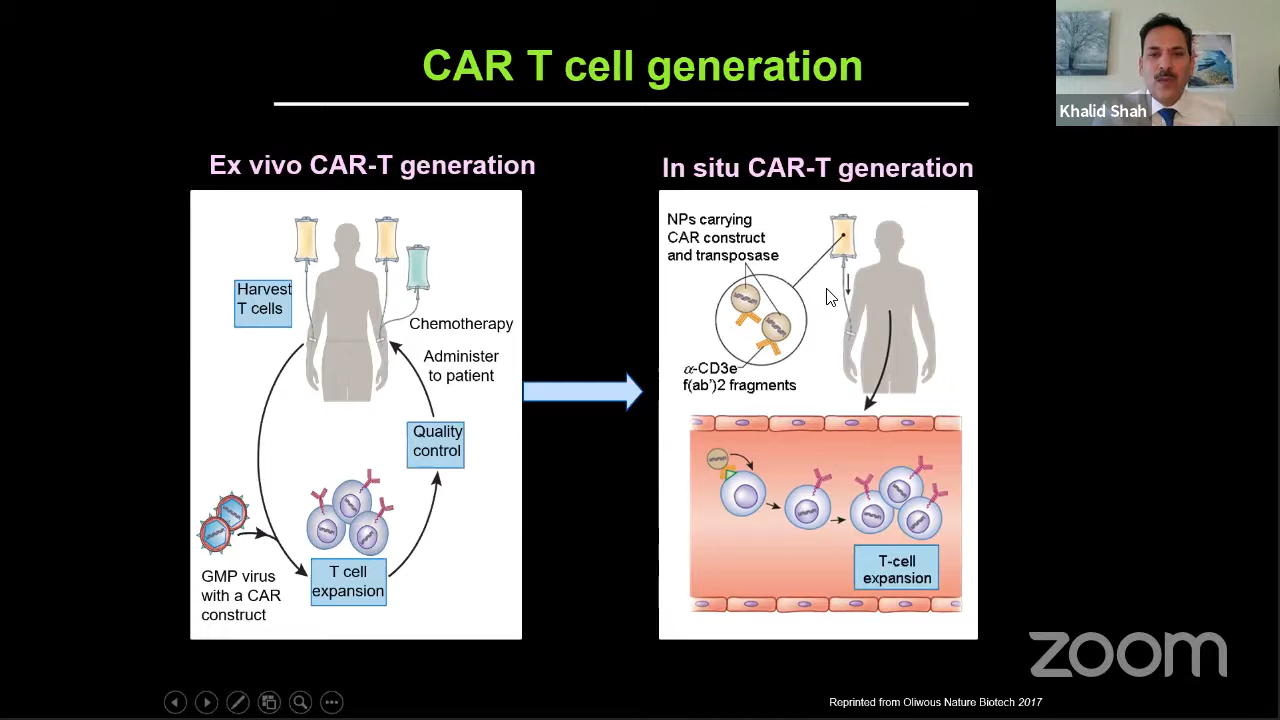 CAR T cell generation
Khalid Shah
Ex vivo CAR-T generation
Harvest
T cells
Chemotherapy
Administer
to patient
Quality
control
GMP virus
with a CAR
construct
T cell
expansion
In situ CAR-T generation
NPs carrying
CAR construct
and transposase
α-CD3e
f(ab’)2 fragments
T-cell
expansion
zoom
Reprinted from Oliwous Nature Biotech 2017